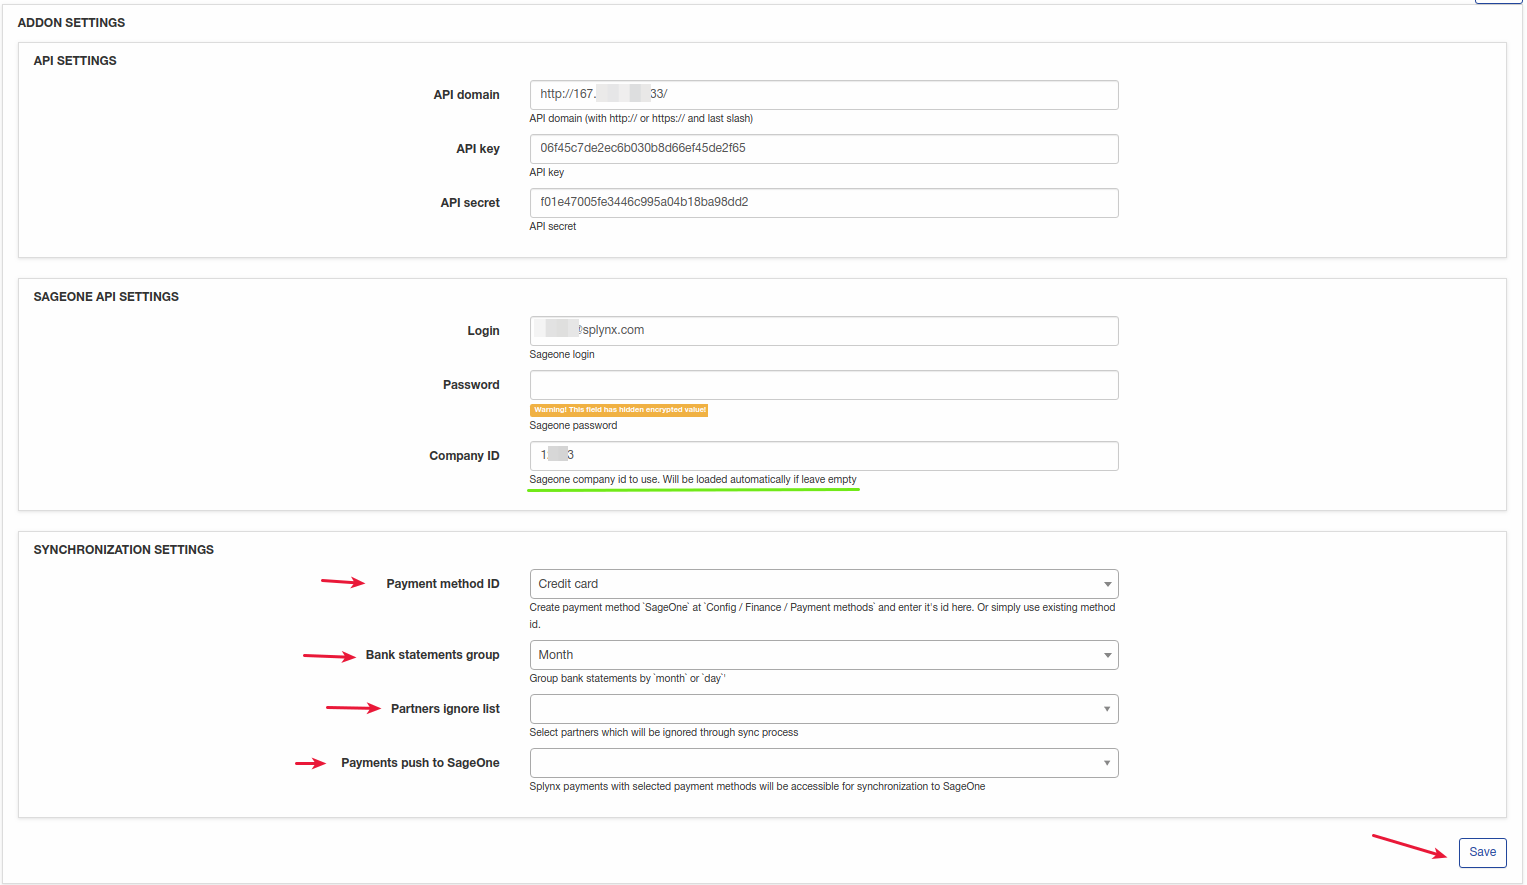 ADDON SETTINGS
API SETTINGS
API domain
http://167. 33/
API domain (with http:// or https:// and last slash)
API key
06f45c7de2ec6b030b8d66ef45de2f65
API key
API secret
f01e47005fe3446c995a04b18ba98dd2
API secret
SAGEONE API SETTINGS
Login
@splynx.com
Sageone login
Password
Warning! This field has hidden encrypted value!
Sageone password
Company ID
1 3
Sageone company id to use. Will be loaded automatically if leave empty
SYNCHRONIZATION SETTINGS
Payment method ID
Credit card
Create payment method `SageOne` at `Config / Finance / Payment methods` and enter it's id here. Or simply use existing method
id.
Bank statements group
Month
Group bank statements by `month` or `day`'
Partners ignore list
Select partners which will be ignored through sync process
Payments push to SageOne
Splynx payments with selected payment methods will be accessible for synchronization to SageOne
Save